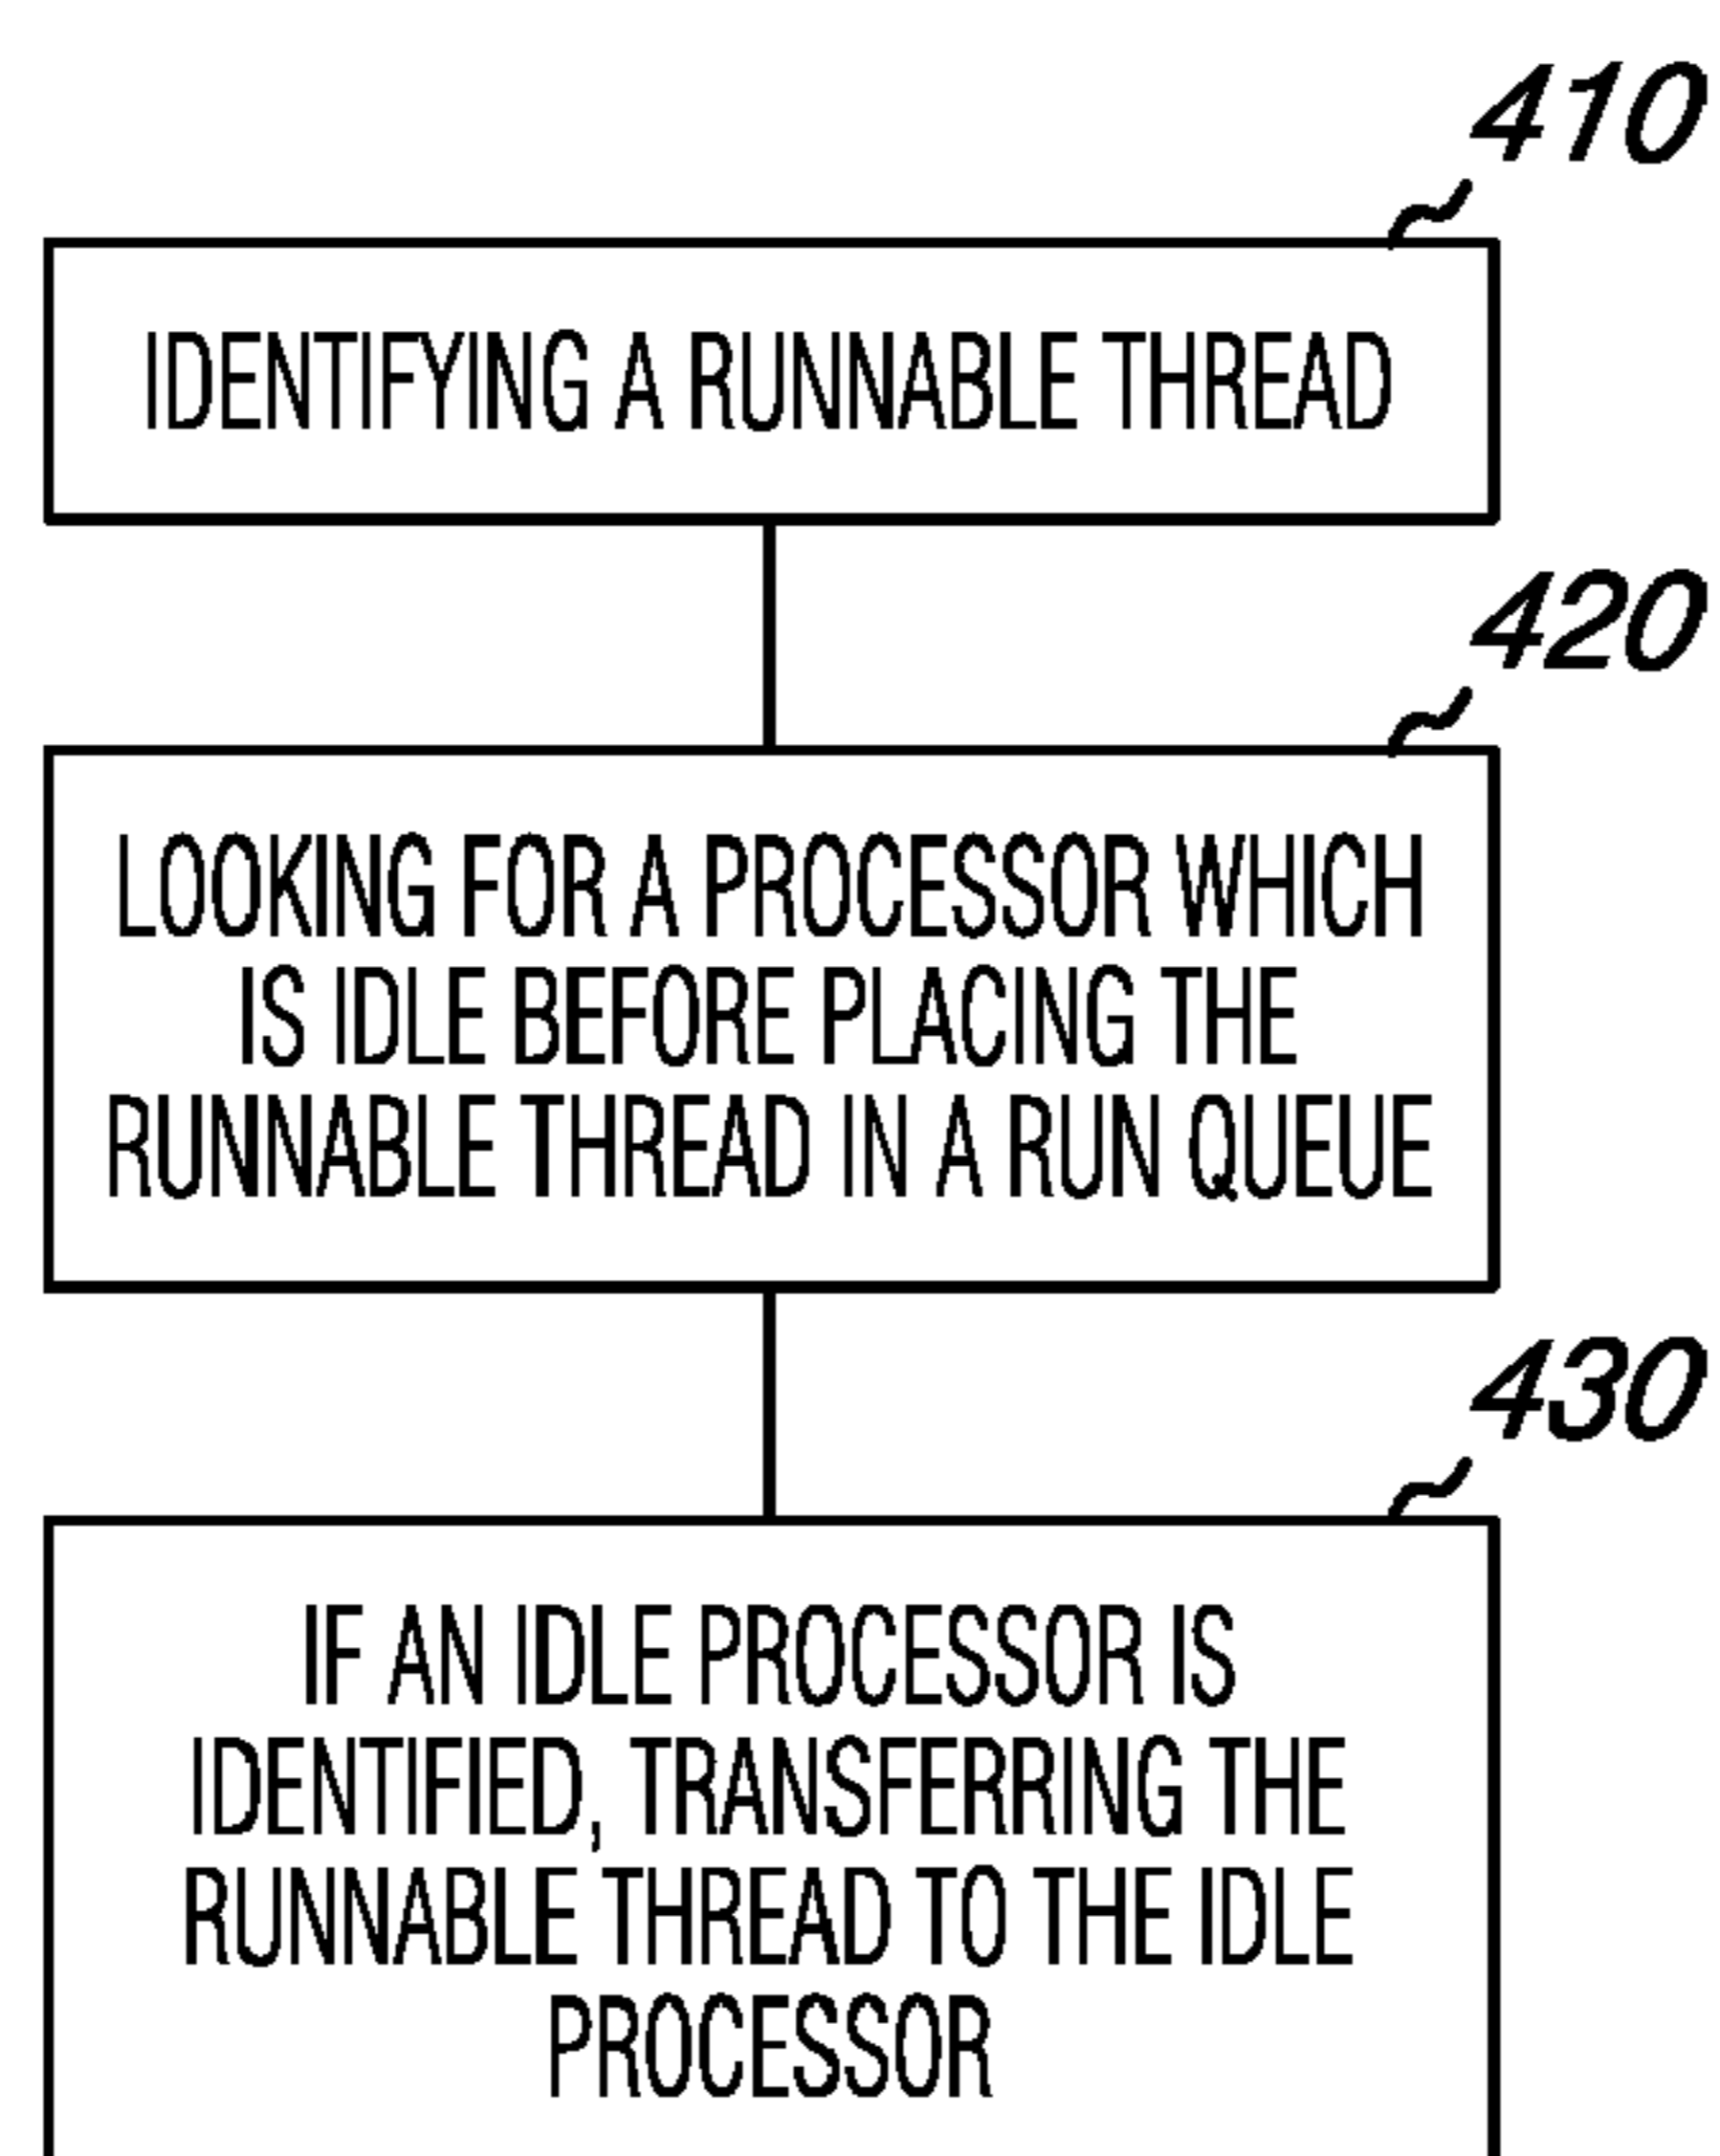 410
IDENTIFYING A RUNNABLE THREAD
420
LOOKING FOR A PROCESSOR WHICH
IS IDLE BEFORE PLACING THE
RUNNABLE THREAD IN A RUN QUEUE
430
IF AN IDLE PROCESSOR IS
IDENTIFIED, TRANSFERRING THE
RUNNABLE THREAD TO THE IDLE
PROCESSOR